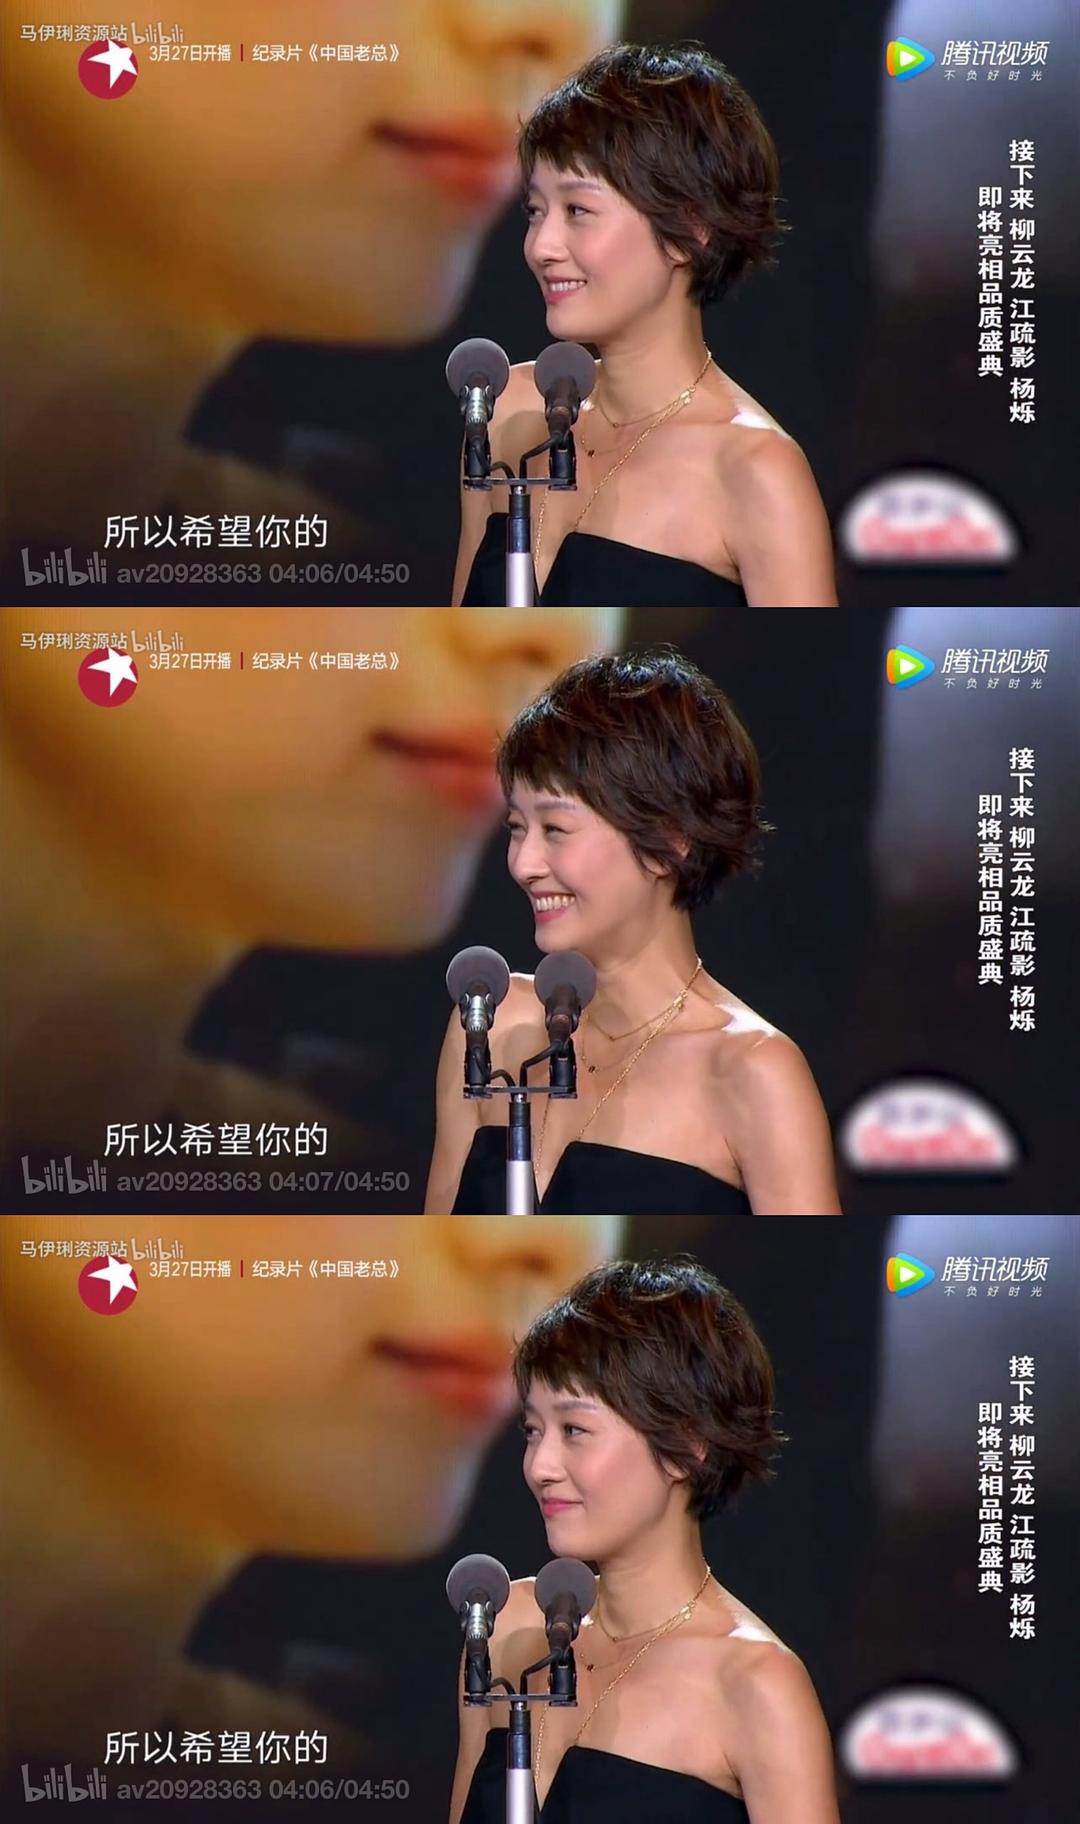 马伊琍资源站 bilibili
3月27日开播 | 纪录片《中国老总》
腾讯视频
不负好时光
接下来 柳云龙 江疏影 杨烁
即将亮相品质盛典
所以希望你的
bilibili av20928363 04:06/04:50
马伊琍资源站 bilibili
3月27日开播 | 纪录片《中国老总》
腾讯视频
不负好时光
接下来 柳云龙 江疏影 杨烁
即将亮相品质盛典
所以希望你的
bilibili av20928363 04:07/04:50
马伊琍资源站 bilibili
3月27日开播 | 纪录片《中国老总》
腾讯视频
不负好时光
接下来 柳云龙 江疏影 杨烁
即将亮相品质盛典
所以希望你的
bilibili av20928363 04:06/04:50